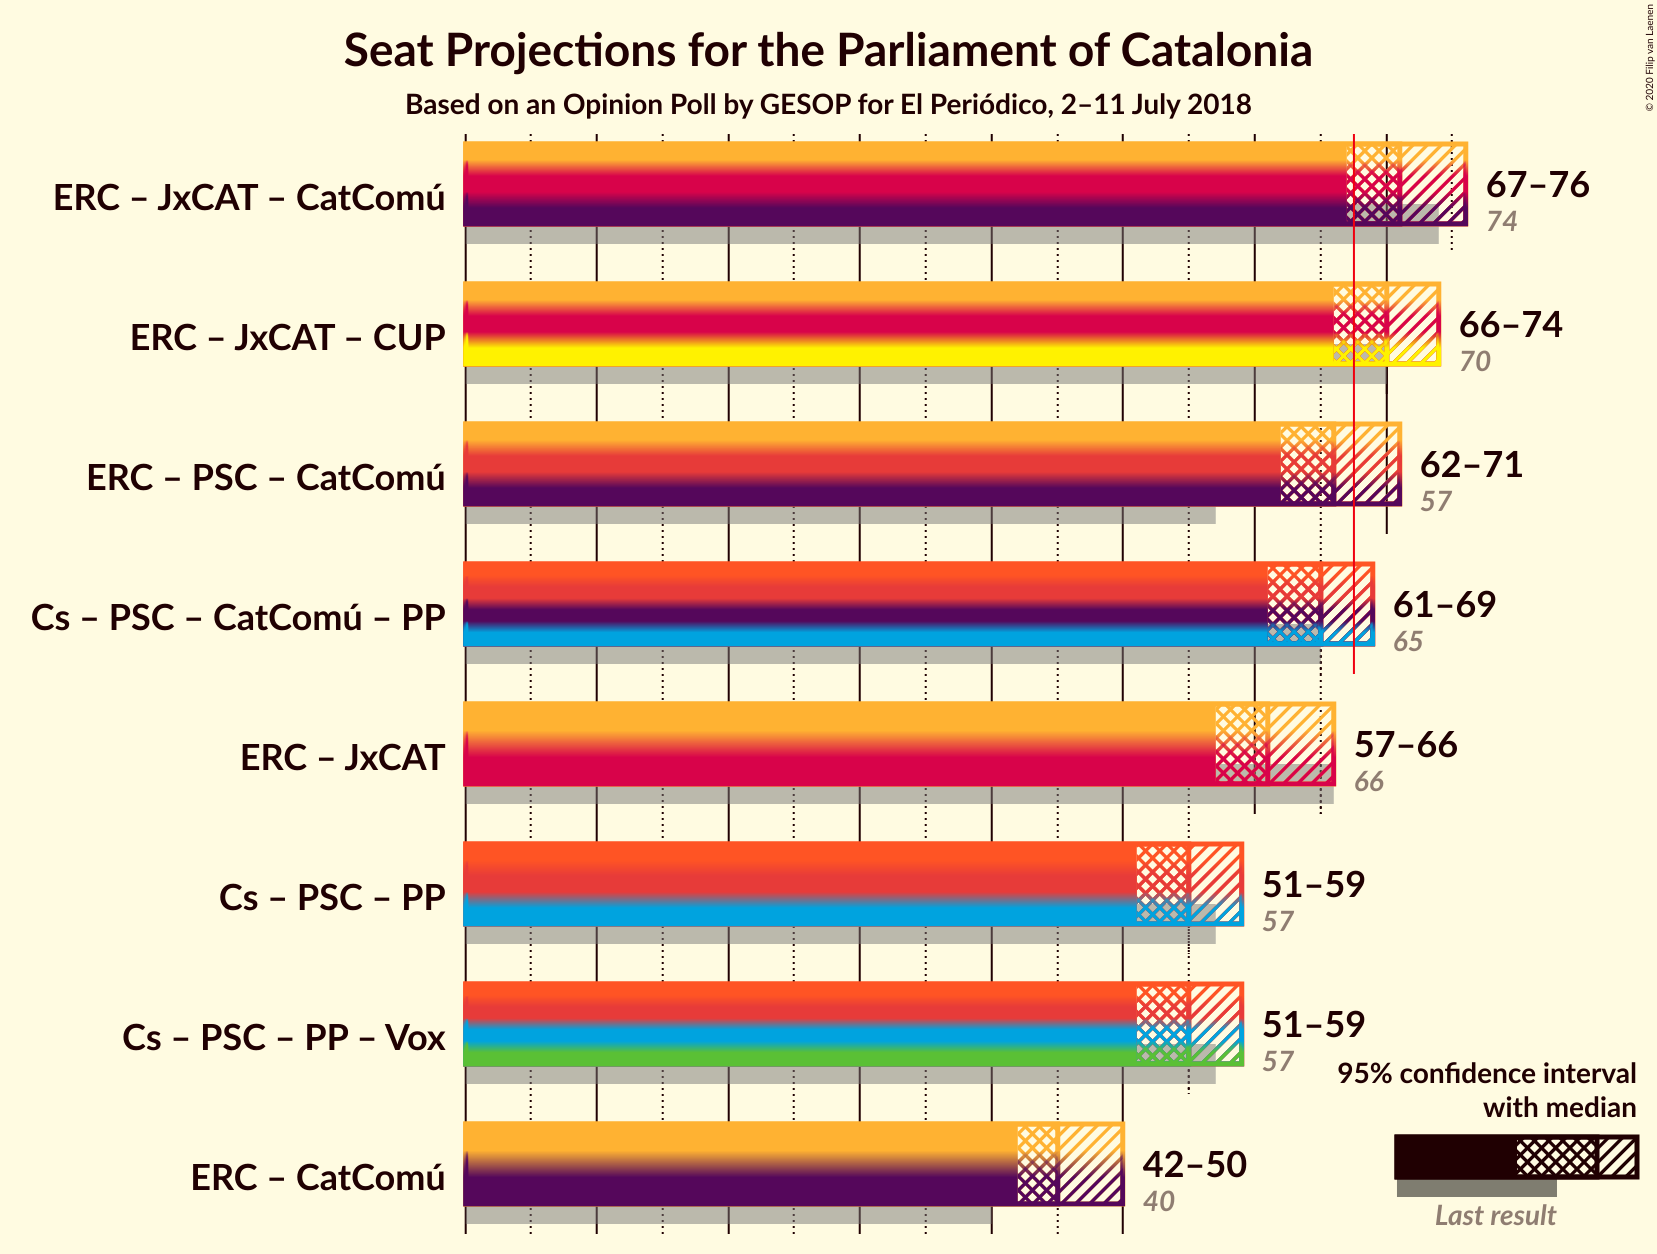 Seat Projections for the Parliament of Catalonia
Based on an Opinion Poll by GESOP for El Periódico, 2–11 July 2018
© 2020 Filip van Laenen
ERC – JxCAT – CatComú
67–76
74
ERC – JxCAT – CUP
66–74
70
ERC – PSC – CatComú
62–71
57
Cs – PSC – CatComú – PP
61–69
65
ERC – JxCAT
57–66
66
Cs – PSC – PP
51–59
57
Cs – PSC – PP – Vox
51–59
57
ERC – CatComú
42–50
40
95% confidence interval
with median
Last result